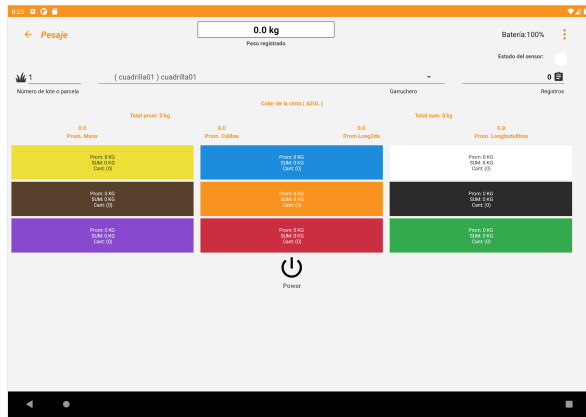 8:25
← Pesaje
0.0 kg
Peso registrado
Batería:100%
Estado del sensor:
1
( cuadrilla01 ) cuadrilla01
0
Número de lote o parcela
Garruchero
Registros
Color de la cinta ( AZUL )
Total prom: 0 kg
Total sum: 0 kg
0.0
0.0
0.0
0.0
Prom. Mano
Prom. Calibre
Prom Long2da
Prom. Longitudultima
Prom: 0 KG
SUM: 0 KG
Cant: (0)
Prom: 0 KG
SUM: 0 KG
Cant: (0)
Prom: 0 KG
SUM: 0 KG
Cant: (0)
Prom: 0 KG
SUM: 0 KG
Cant: (0)
Prom: 0 KG
SUM: 0 KG
Cant: (0)
Prom: 0 KG
SUM: 0 KG
Cant: (0)
Prom: 0 KG
SUM: 0 KG
Cant: (0)
Prom: 0 KG
SUM: 0 KG
Cant: (0)
Prom: 0 KG
SUM: 0 KG
Cant: (0)
Power